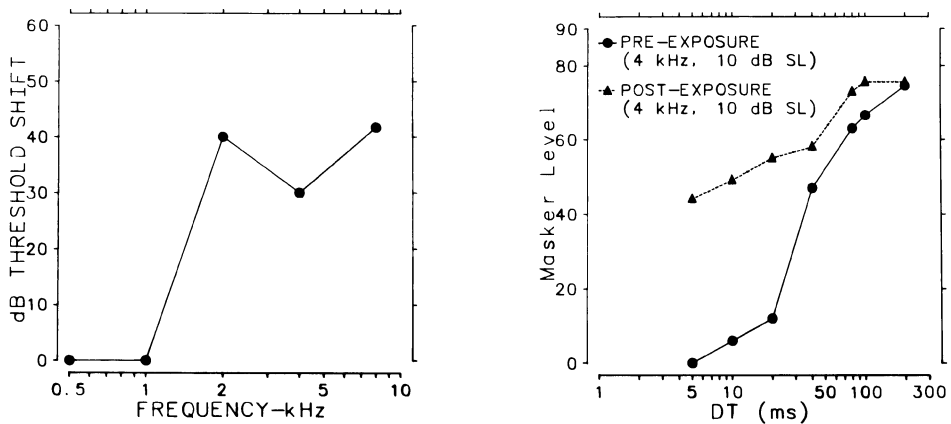 60
50
40
30
20
10
0
dB THRESHOLD SHIFT
0.5 1 2 5 10
FREQUENCY-kHz
90
80
60
40
20
0
Masker Level
PRE-EXPOSURE
(4 kHz, 10 dB SL)
POST-EXPOSURE
(4 kHz, 10 dB SL)
1 5 10 50 100 300
DT (ms)